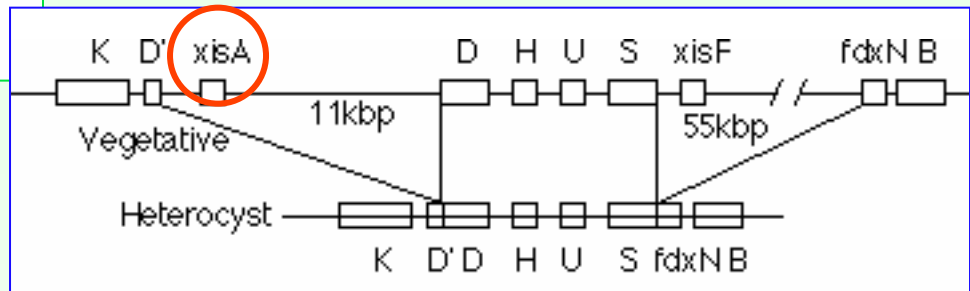 K D' xisA D H U S xisF fdxN B
11kbp 55kbp
Vegetative
Heterocyst
K D' D H U S fdxN B